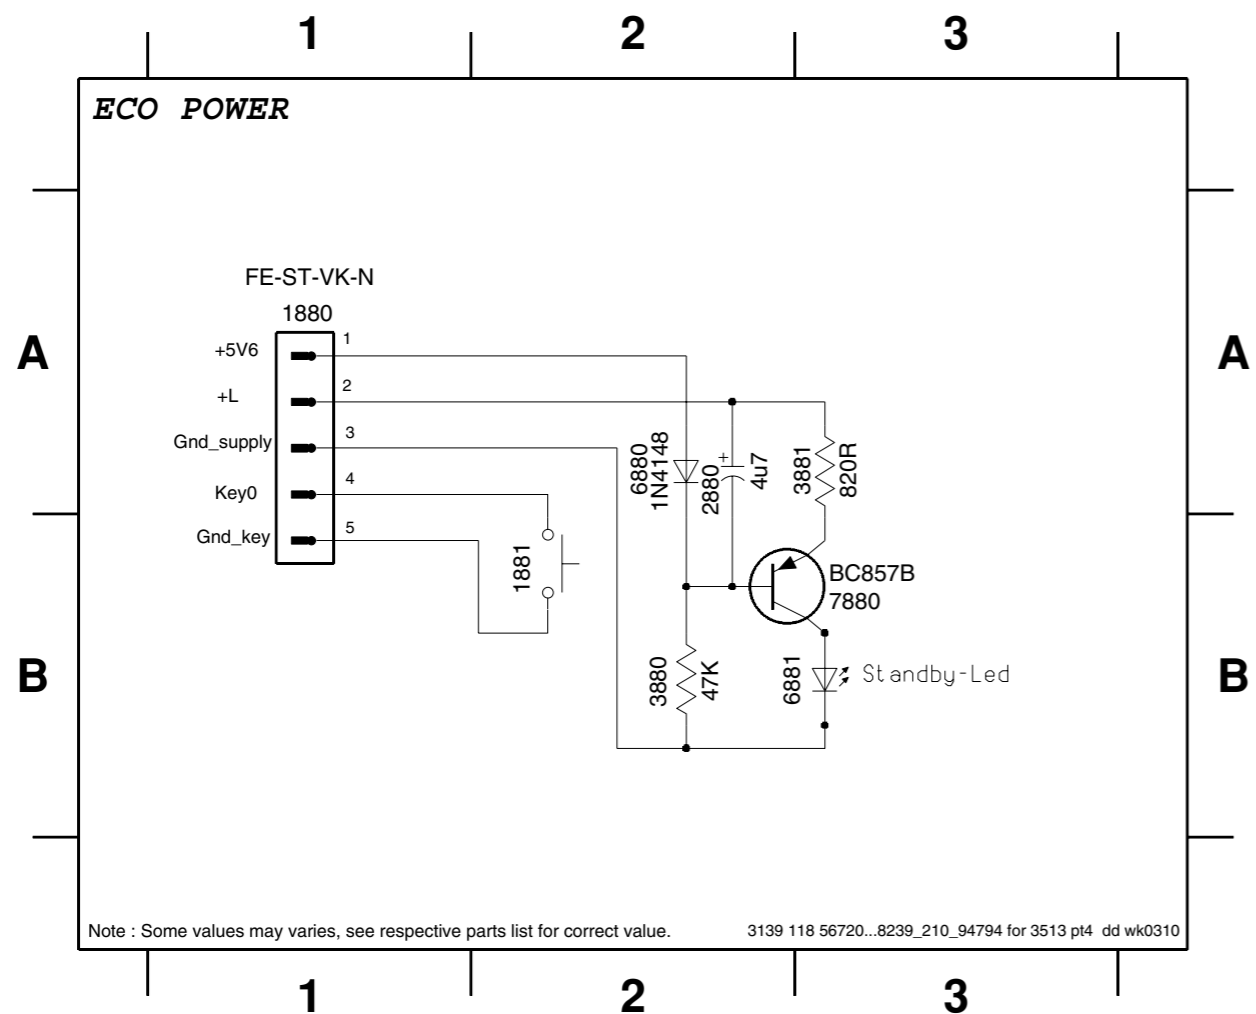 1 2 3
ECO POWER
FE-ST-VK-N
1880
A A
+5V6 1
+L 2
Gnd_supply 3
Key0 4
Gnd_key 5
1881
6880
1N4148
2880
+
4u7
3881
820R
BC857B
7880
B B
3880
47K
6881
Standby-Led
Note : Some values may varies, see respective parts list for correct value.
3139 118 56720...8239_210_94794 for 3513 pt4 dd wk0310
1 2 3